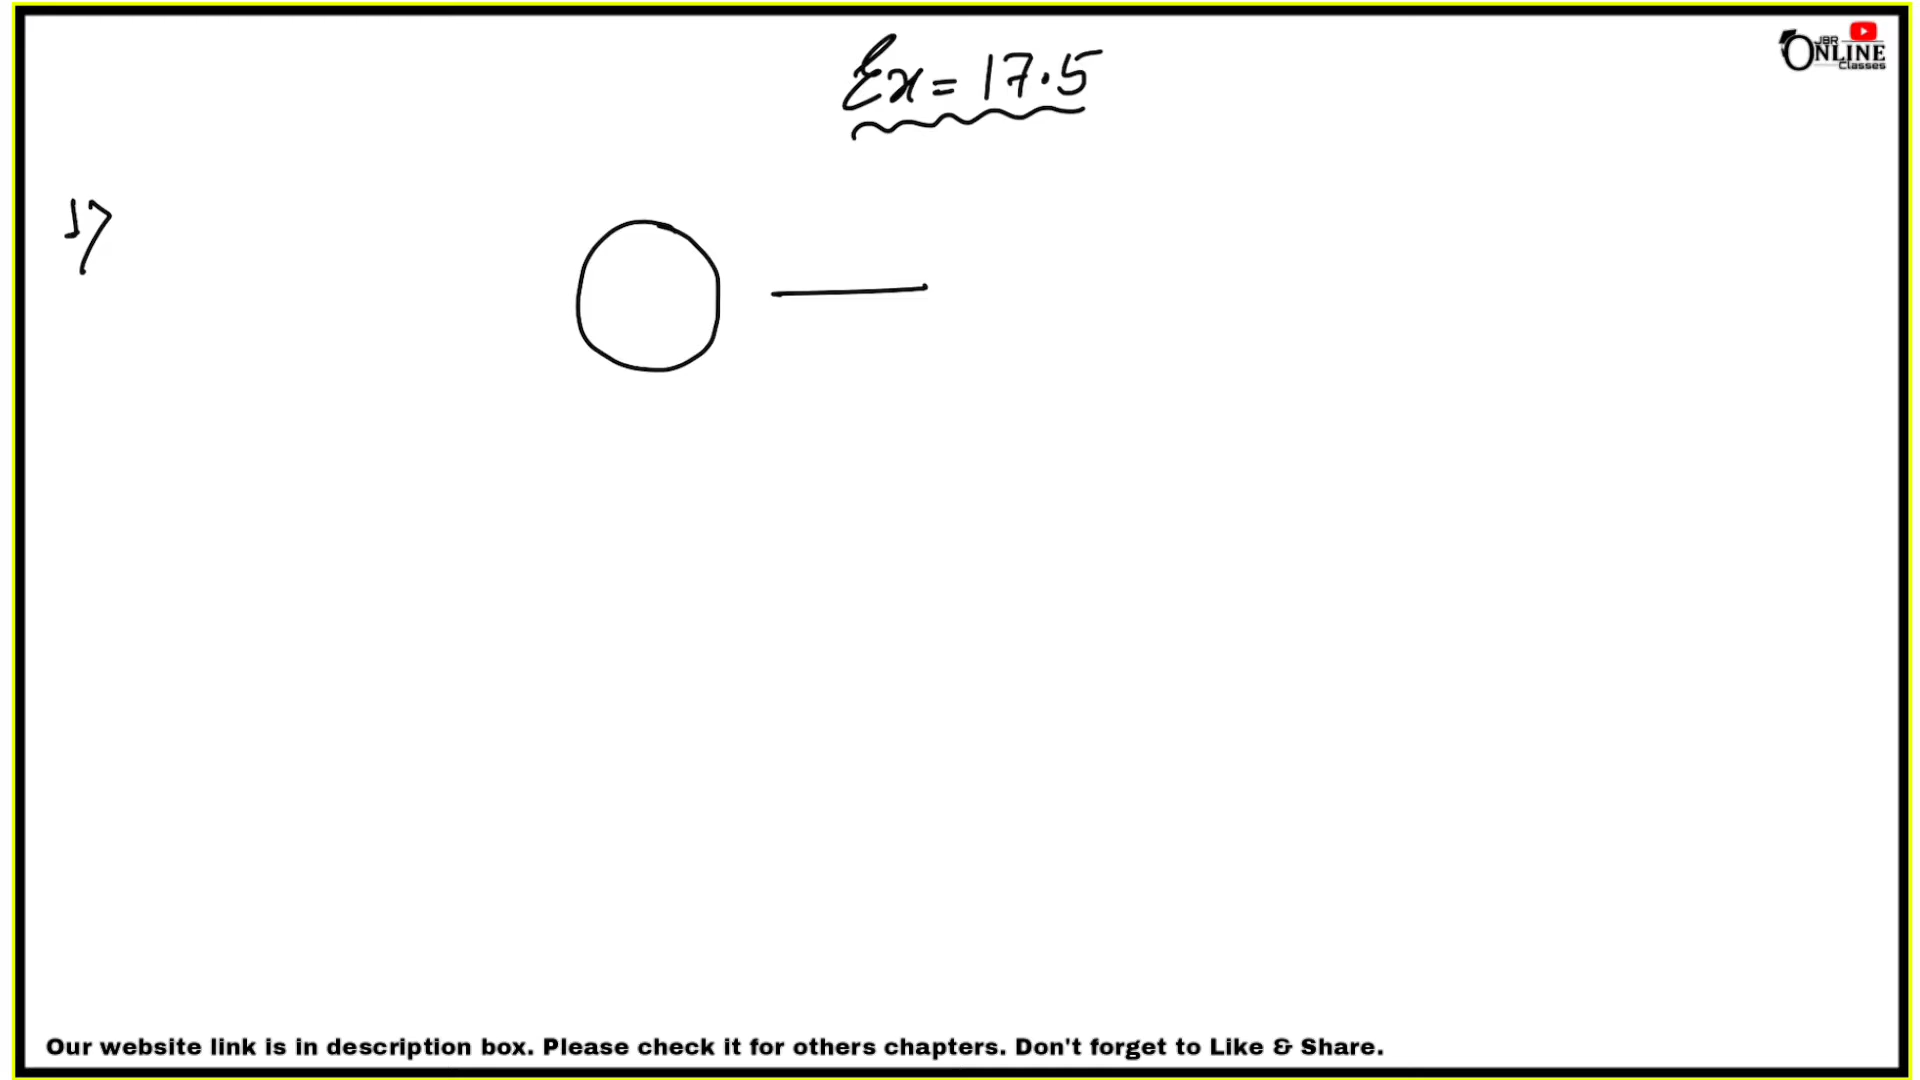 Ex = 17.5
JBR
ONLINE
Classes
1)
Our website link is in description box. Please check it for others chapters. Don't forget to Like & Share.